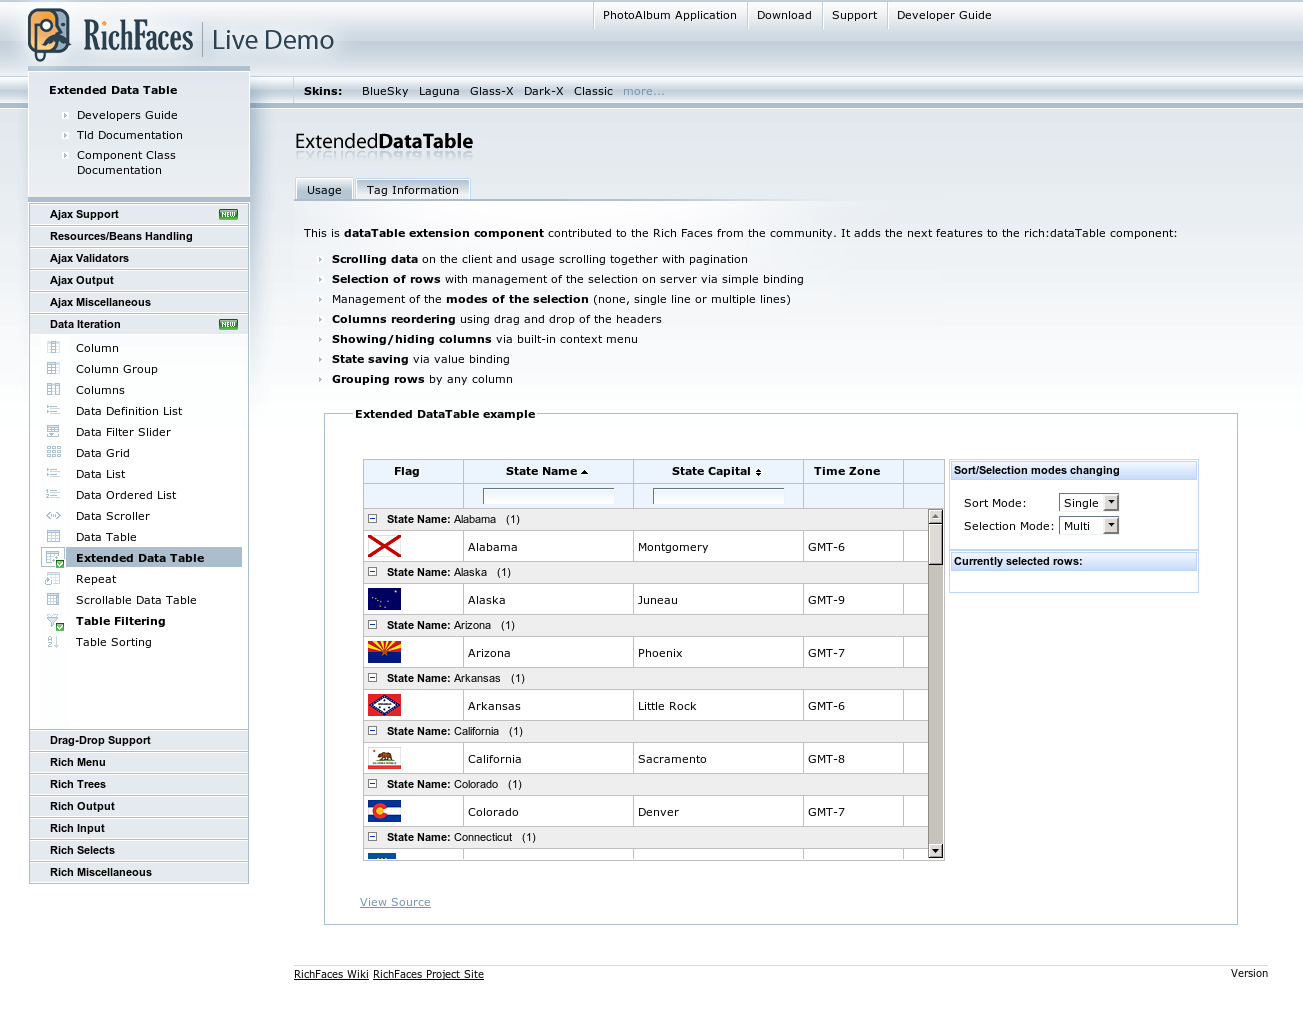 RichFaces Live Demo
PhotoAlbum Application
Download
Support
Developer Guide
Skins: BlueSky Laguna Glass-X Dark-X Classic more...
Extended Data Table
Developers Guide
Tld Documentation
Component Class
Documentation
Ajax Support NEW
Resources/Beans Handling
Ajax Validators
Ajax Output
Ajax Miscellaneous
Data Iteration NEW
Column
Column Group
Columns
Data Definition List
Data Filter Slider
Data Grid
Data List
Data Ordered List
Data Scroller
Data Table
Extended Data Table
Repeat
Scrollable Data Table
Table Filtering
Table Sorting
Drag-Drop Support
Rich Menu
Rich Trees
Rich Output
Rich Input
Rich Selects
Rich Miscellaneous
ExtendedDataTable
Usage
Tag Information
This is dataTable extension component contributed to the Rich Faces from the community. It adds the next features to the rich:dataTable component:
Scrolling data on the client and usage scrolling together with pagination
Selection of rows with management of the selection on server via simple binding
Management of the modes of the selection (none, single line or multiple lines)
Columns reordering using drag and drop of the headers
Showing/hiding columns via built-in context menu
State saving via value binding
Grouping rows by any column
Extended DataTable example
Flag State Name State Capital Time Zone
State Name: Alabama (1)
Alabama Montgomery GMT-6
State Name: Alaska (1)
Alaska Juneau GMT-9
State Name: Arizona (1)
Arizona Phoenix GMT-7
State Name: Arkansas (1)
Arkansas Little Rock GMT-6
State Name: California (1)
California Sacramento GMT-8
State Name: Colorado (1)
Colorado Denver GMT-7
State Name: Connecticut (1)
Sort/Selection modes changing
Sort Mode: Single
Selection Mode: Multi
Currently selected rows:
View Source
RichFaces Wiki RichFaces Project Site
Version